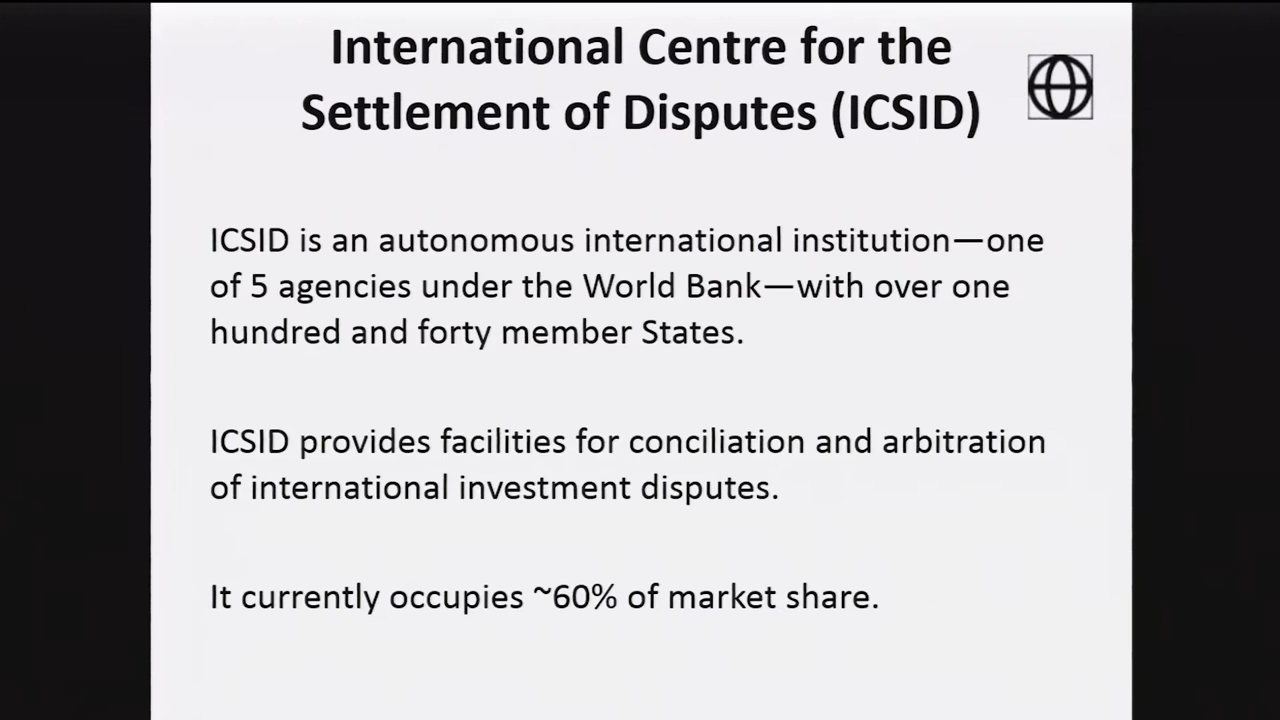 International Centre for the
Settlement of Disputes (ICSID)
ICSID is an autonomous international institution—one
of 5 agencies under the World Bank—with over one
hundred and forty member States.
ICSID provides facilities for conciliation and arbitration
of international investment disputes.
It currently occupies ~60% of market share.